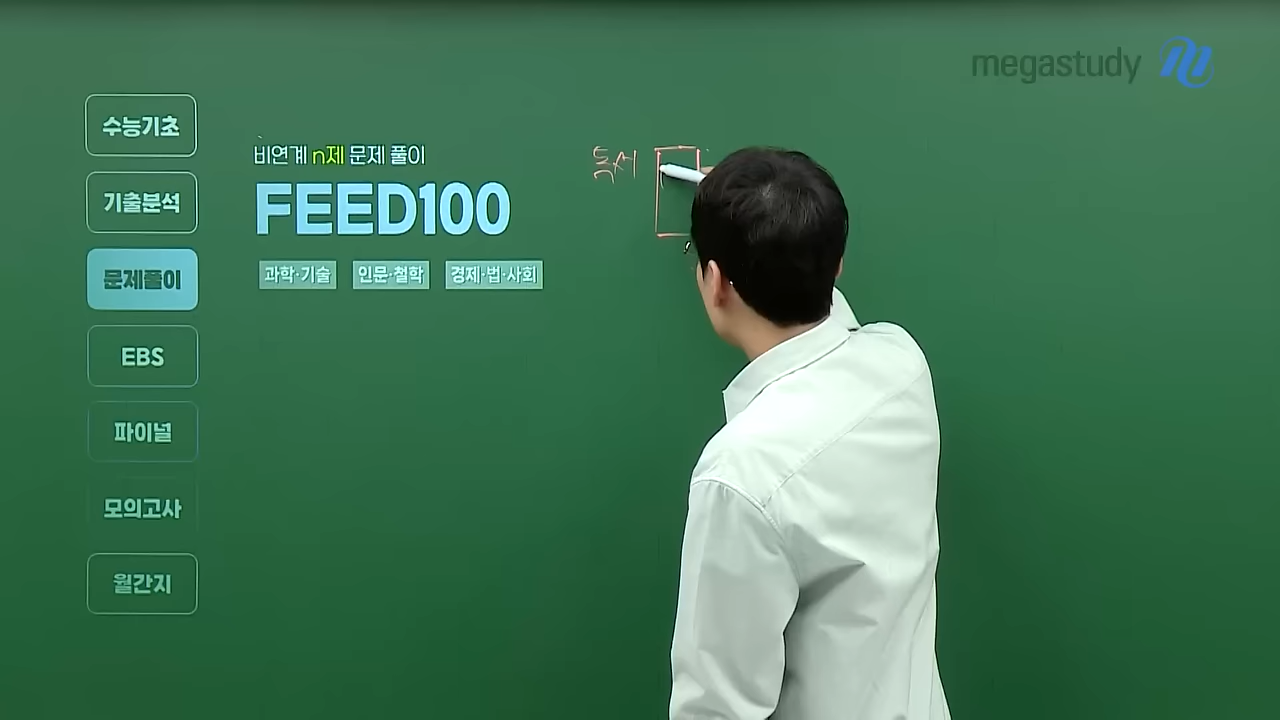 megastudy
수능기초
기출분석
문제풀이
EBS
파이널
모의고사
월간지
비연계 n제 문제 풀이
FEED100
과학·기술 인문·철학 경제·법·사회
독서